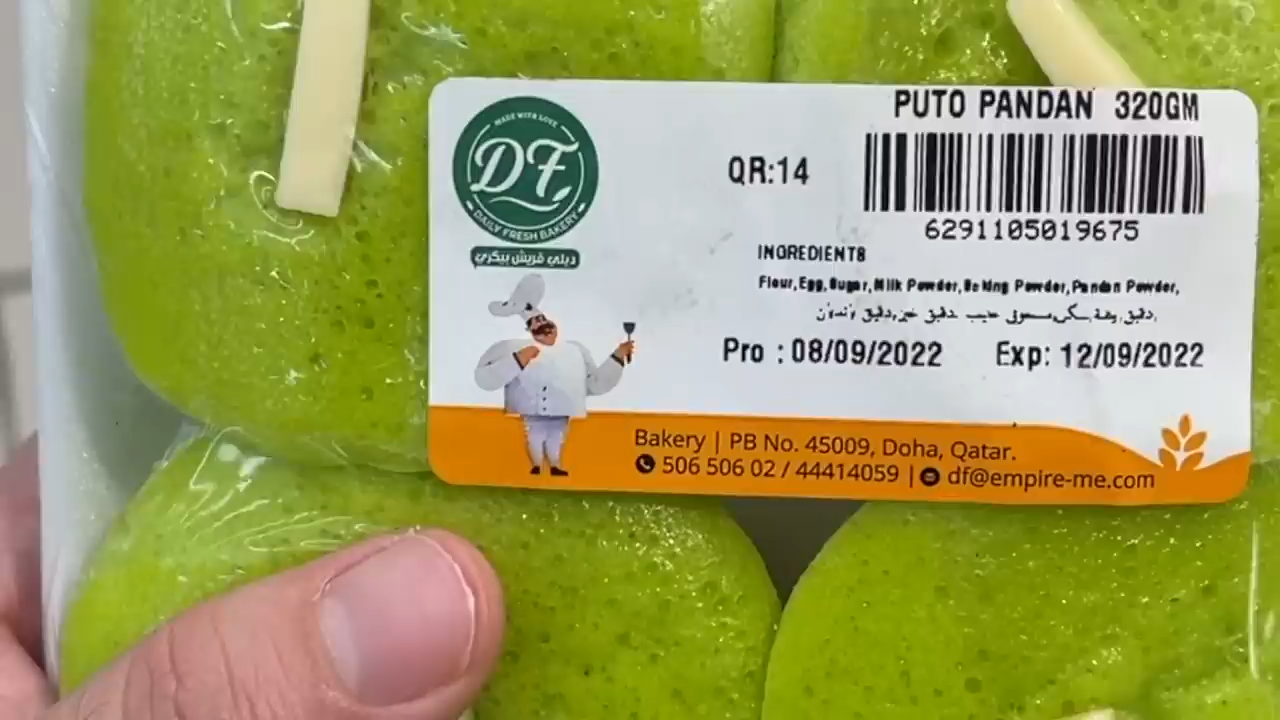 MADE WITH LOVE
DF
DAILY FRESH BAKERY
ديلي فريش بيكري
PUTO PANDAN 320GM
QR:14
6291105019675
INGREDIENTS
Flour,Egg,Sugar,Milk Powder,Baking Powder,Pandan Powder,
Pro : 08/09/2022 Exp: 12/09/2022
Bakery | PB No. 45009, Doha, Qatar.
506 506 02 / 44414059 | df@empire-me.com